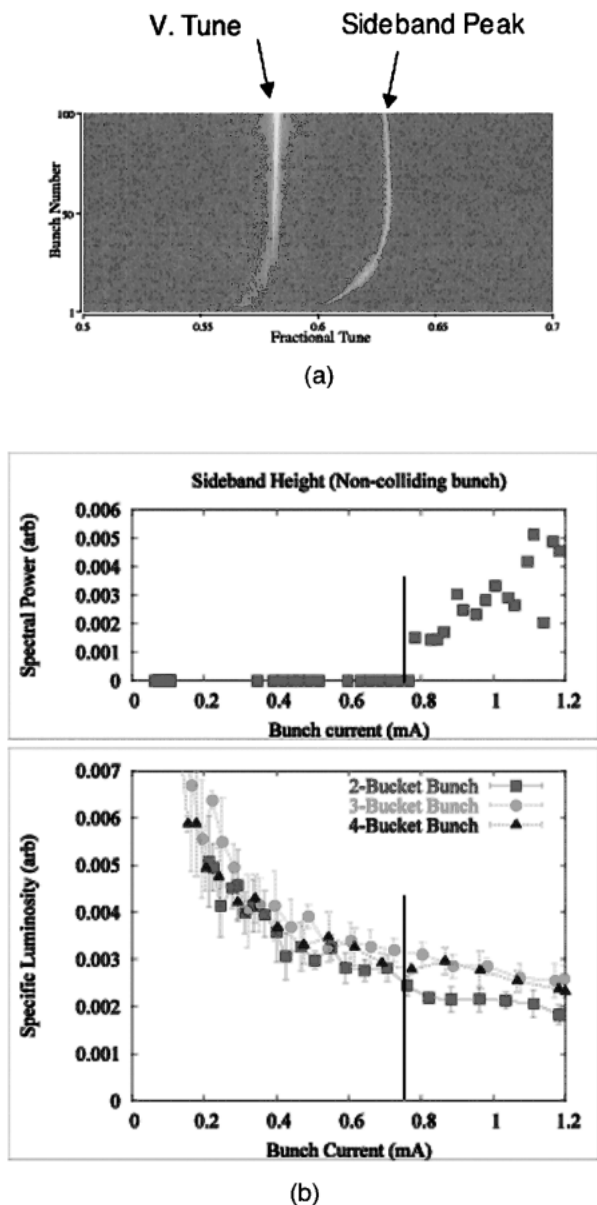 V. Tune Sideband Peak
100
50
1
Bunch Number
0.5 0.55 0.6 0.65 0.7
Fractional Tune
(a)
Sideband Height (Non-colliding bunch)
0.006
0.005
0.004
0.003
0.002
0.001
0
Spectral Power (arb)
0 0.2 0.4 0.6 0.8 1 1.2
Bunch current (mA)
0.007
0.006
0.005
0.004
0.003
0.002
0.001
0
Specific Luminosity (arb)
2-Bucket Bunch
3-Bucket Bunch
4-Bucket Bunch
0 0.2 0.4 0.6 0.8 1 1.2
Bunch Current (mA)
(b)